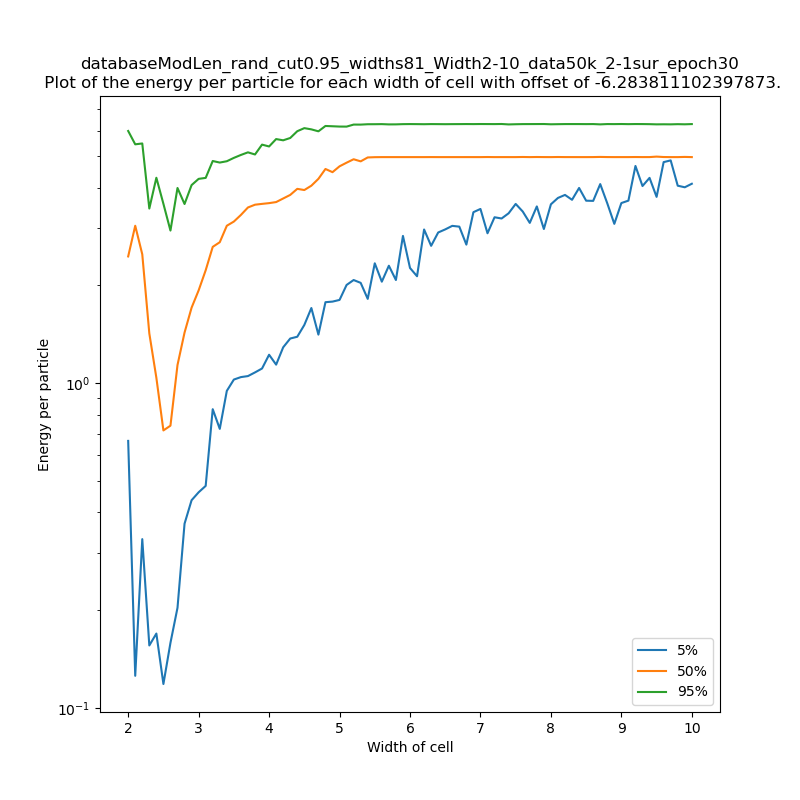 databaseModLen_rand_cut0.95_widths81_Width2-10_data50k_2-1sur_epoch30
Plot of the energy per particle for each width of cell with offset of -6.283811102397873.
Energy per particle
10⁰
10⁻¹
5%
50%
95%
2 3 4 5 6 7 8 9 10
Width of cell